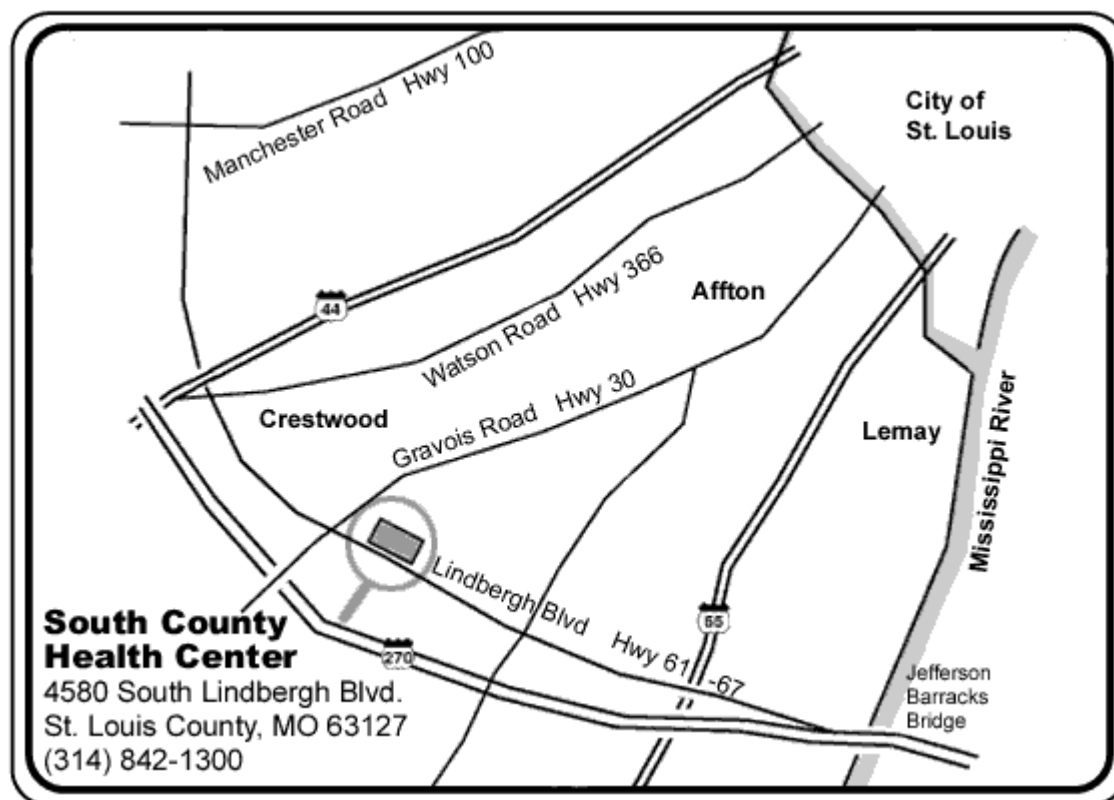 Manchester Road Hwy 100
City of
St. Louis
44
Watson Road Hwy 366
Affton
Crestwood
Gravois Road Hwy 30
Lemay
Mississippi River
Lindbergh Blvd Hwy 61 -67
55
270
Jefferson
Barracks
Bridge
South County
Health Center
4580 South Lindbergh Blvd.
St. Louis County, MO 63127
(314) 842-1300